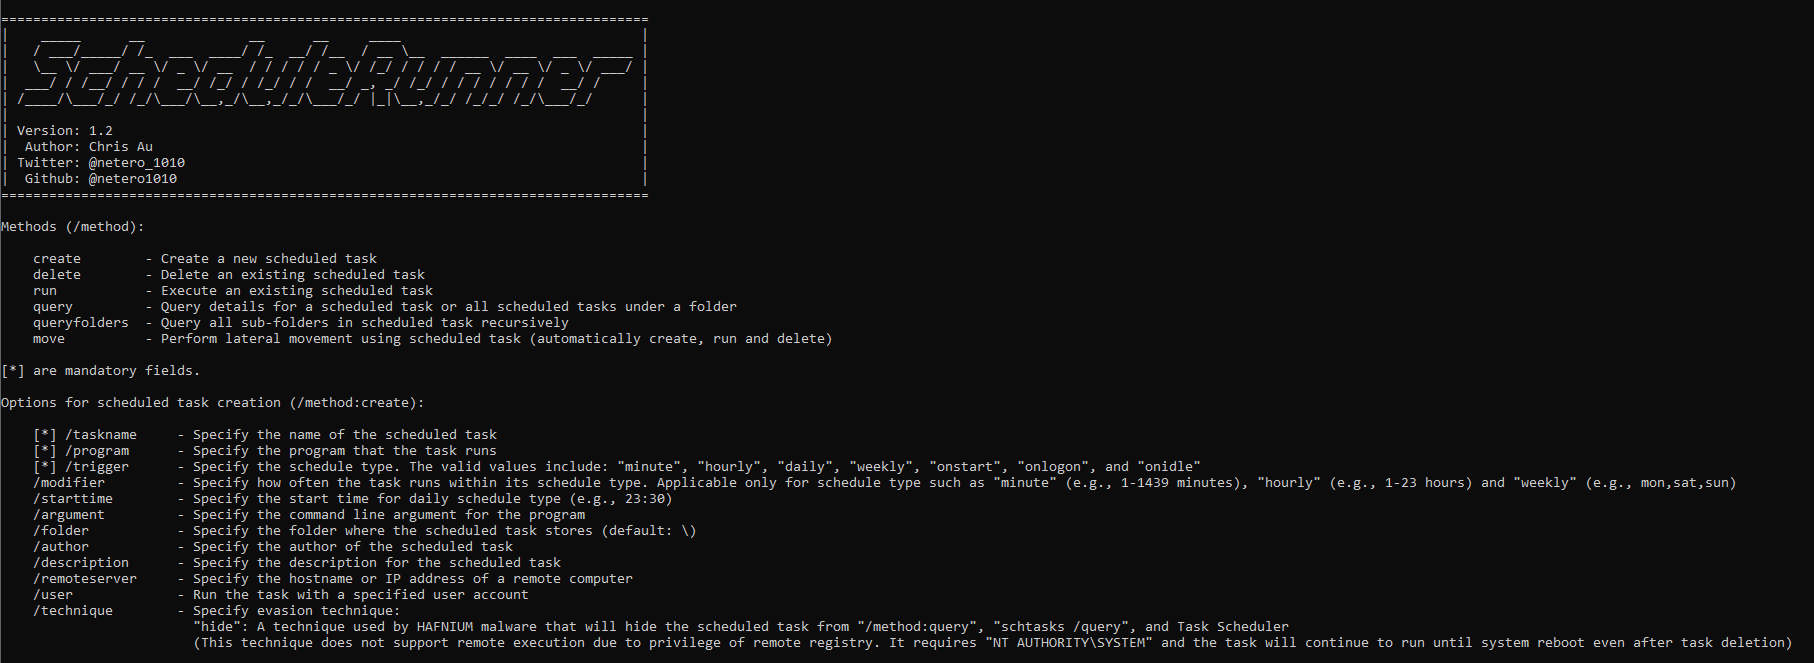 ScheduleRunner
Version: 1.2
Author: Chris Au
Twitter: @netero_1010
Github: @netero1010
Methods (/method):
create - Create a new scheduled task
delete - Delete an existing scheduled task
run - Execute an existing scheduled task
query - Query details for a scheduled task or all scheduled tasks under a folder
queryfolders - Query all sub-folders in scheduled task recursively
move - Perform lateral movement using scheduled task (automatically create, run and delete)
[*] are mandatory fields.
Options for scheduled task creation (/method:create):
[*] /taskname - Specify the name of the scheduled task
[*] /program - Specify the program that the task runs
[*] /trigger - Specify the schedule type. The valid values include: "minute", "hourly", "daily", "weekly", "onstart", "onlogon", and "onidle"
/modifier - Specify how often the task runs within its schedule type. Applicable only for schedule type such as "minute" (e.g., 1-1439 minutes), "hourly" (e.g., 1-23 hours) and "weekly" (e.g., mon,sat,sun)
/starttime - Specify the start time for daily schedule type (e.g., 23:30)
/argument - Specify the command line argument for the program
/folder - Specify the folder where the scheduled task stores (default: \)
/author - Specify the author of the scheduled task
/description - Specify the description for the scheduled task
/remoteserver - Specify the hostname or IP address of a remote computer
/user - Run the task with a specified user account
/technique - Specify evasion technique:
"hide": A technique used by HAFNIUM malware that will hide the scheduled task from "/method:query", "schtasks /query", and Task Scheduler
(This technique does not support remote execution due to privilege of remote registry. It requires "NT AUTHORITY\SYSTEM" and the task will continue to run until system reboot even after task deletion)